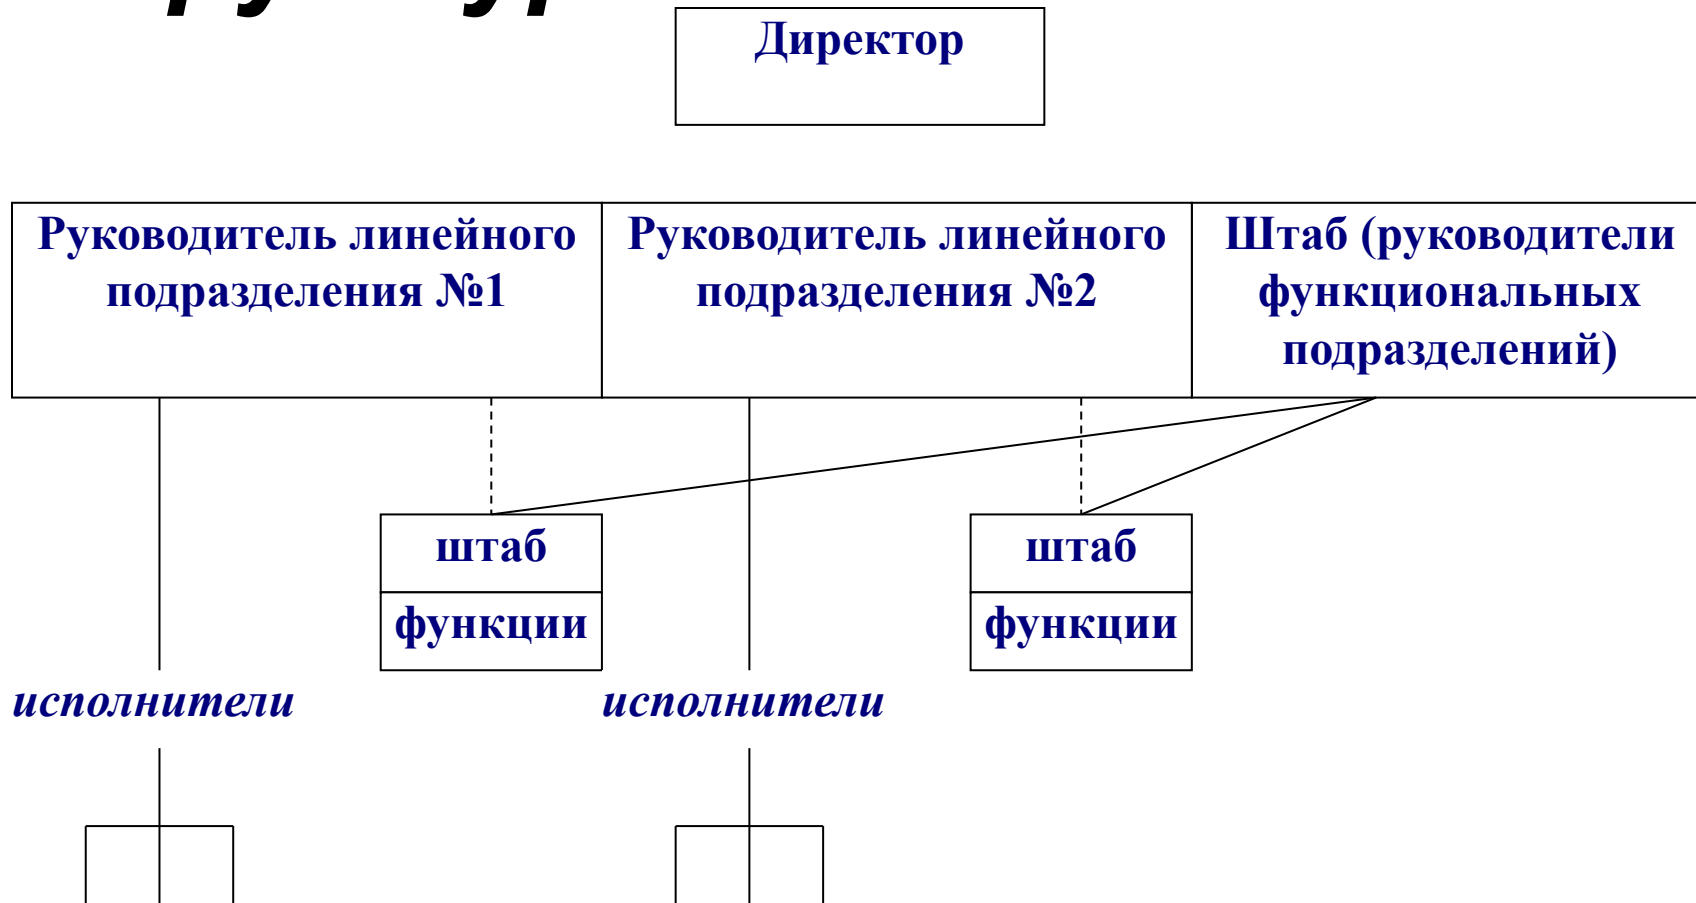 Директор
Руководитель линейного
подразделения №1
Руководитель линейного
подразделения №2
Штаб (руководители
функциональных
подразделений)
штаб
функции
штаб
функции
исполнители
исполнители